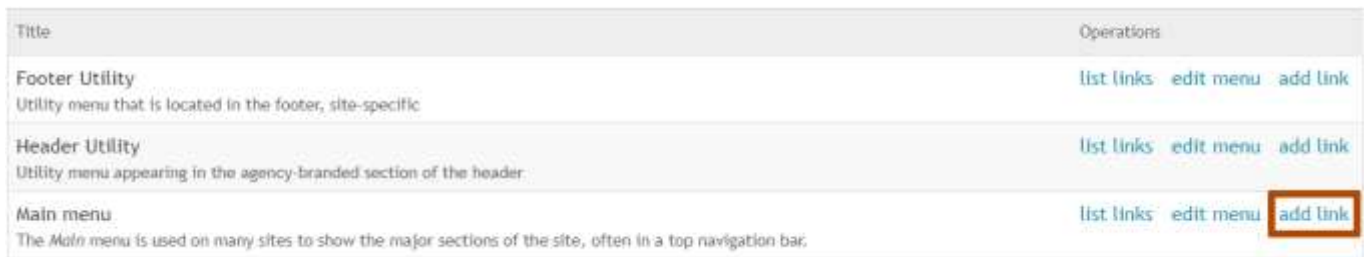 Title Operations
Footer Utility list links edit menu add link
Utility menu that is located in the footer, site-specific
Header Utility list links edit menu add link
Utility menu appearing in the agency-branded section of the header
Main menu list links edit menu add link
The Main menu is used on many sites to show the major sections of the site, often in a top navigation bar.